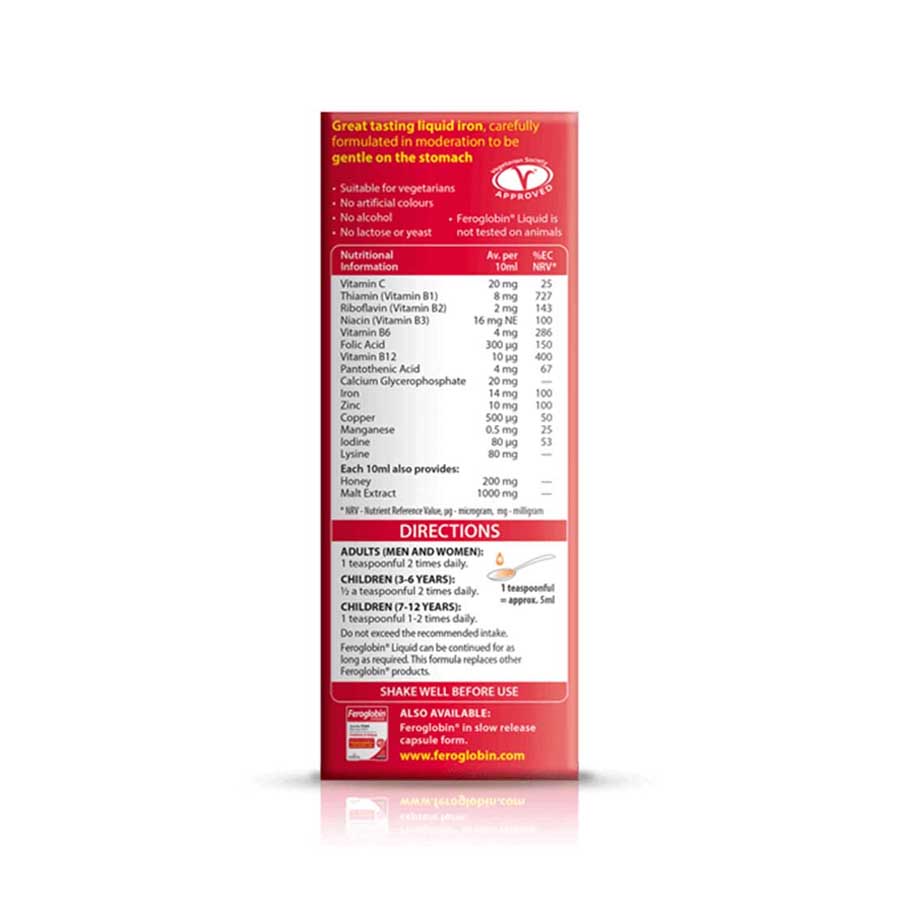 Great tasting liquid iron, carefully
formulated in moderation to be
gentle on the stomach
Vegetarian Society
APPROVED
• Suitable for vegetarians
• No artificial colours
• No alcohol
• No lactose or yeast
• Feroglobin® Liquid is
not tested on animals
Nutritional Information Av. per 10ml %EC NRV*
Vitamin C 20 mg 25
Thiamin (Vitamin B1) 8 mg 727
Riboflavin (Vitamin B2) 2 mg 143
Niacin (Vitamin B3) 16 mg NE 100
Vitamin B6 4 mg 286
Folic Acid 300 µg 150
Vitamin B12 10 µg 400
Pantothenic Acid 4 mg 67
Calcium Glycerophosphate 20 mg —
Iron 14 mg 100
Zinc 10 mg 100
Copper 500 µg 50
Manganese 0.5 mg 25
Iodine 80 µg 53
Lysine 80 mg —
Each 10ml also provides:
Honey 200 mg —
Malt Extract 1000 mg —
* NRV - Nutrient Reference Value, µg - microgram, mg - milligram
DIRECTIONS
ADULTS (MEN AND WOMEN):
1 teaspoonful 2 times daily.
CHILDREN (3-6 YEARS):
½ a teaspoonful 2 times daily.
CHILDREN (7-12 YEARS):
1 teaspoonful 1-2 times daily.
1 teaspoonful
= approx. 5ml
Do not exceed the recommended intake.
Feroglobin® Liquid can be continued for as
long as required. This formula replaces other
Feroglobin® products.
SHAKE WELL BEFORE USE
Feroglobin
ALSO AVAILABLE:
Feroglobin® in slow release
capsule form.
www.feroglobin.com